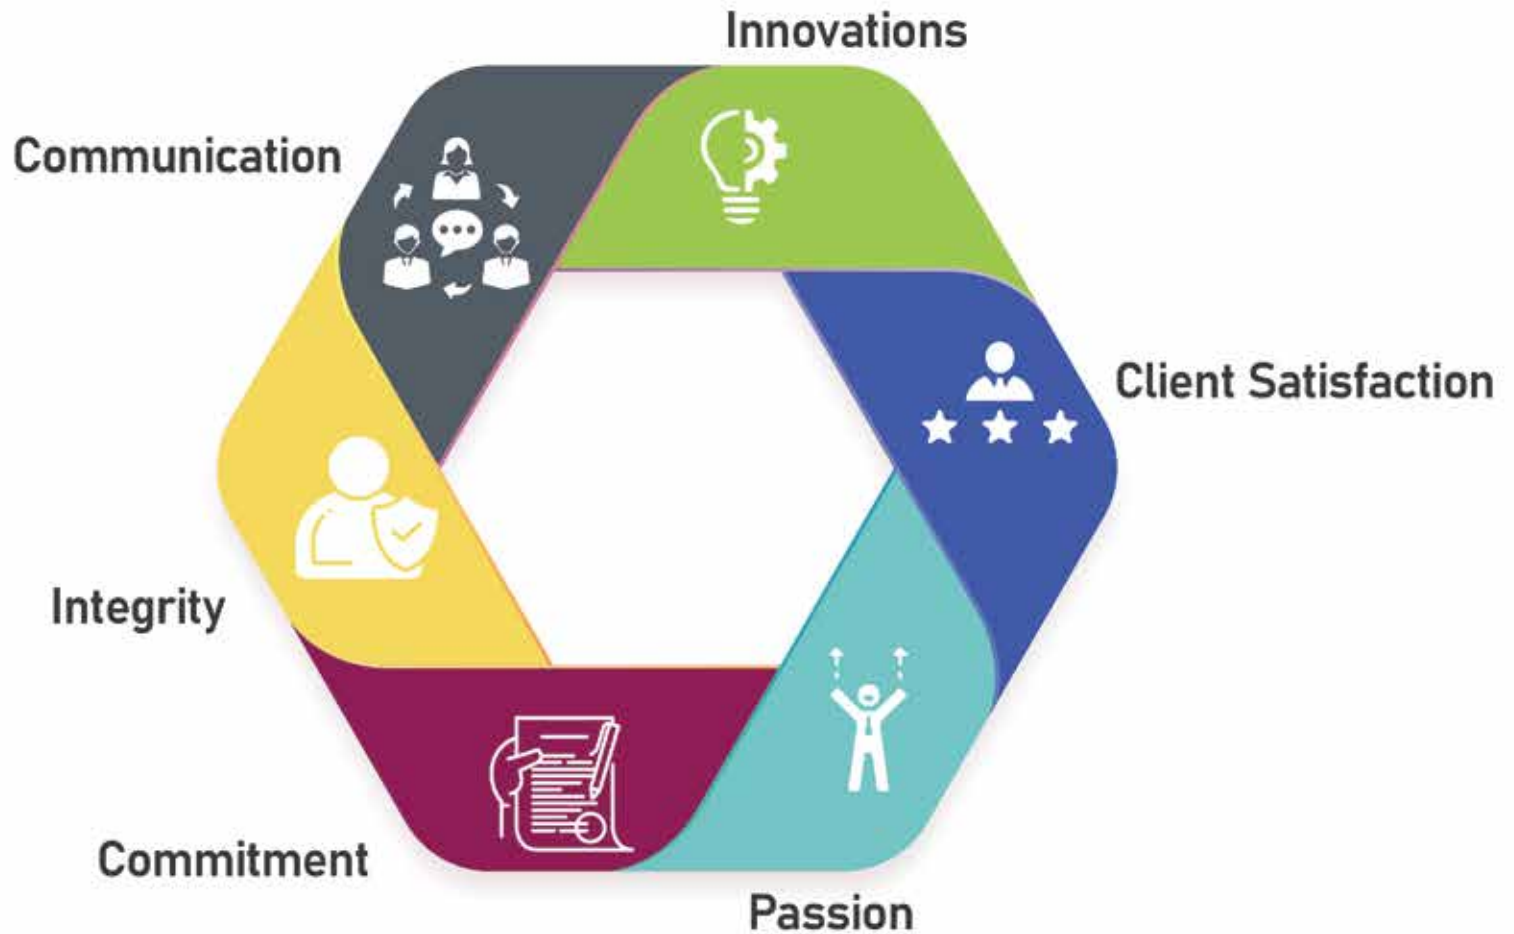 Innovations
Communication
Client Satisfaction
Integrity
Commitment
Passion